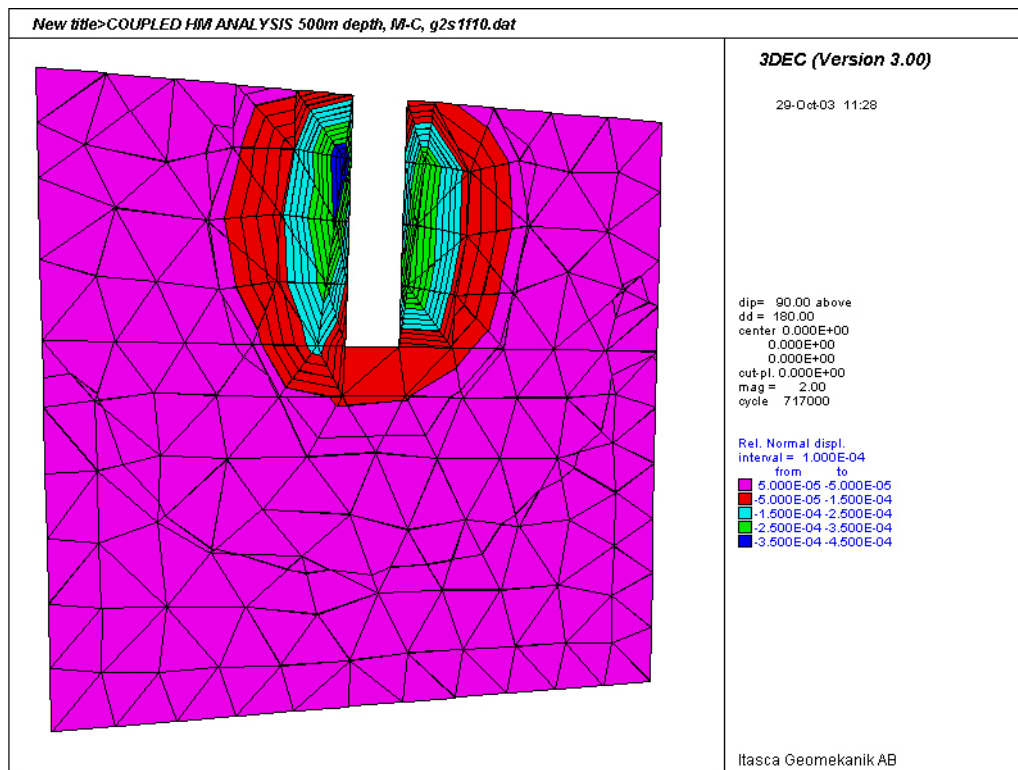 New title>COUPLED HM ANALYSIS 500m depth, M-C, g2s1f10.dat
3DEC (Version 3.00)
29-Oct-03 11:28
dip= 90.00 above
dd = 180.00
center 0.000E+00
0.000E+00
0.000E+00
cut-pl. 0.000E+00
mag = 2.00
cycle 717000
Rel. Normal displ.
interval = 1.000E-04
from to
5.000E-05 -5.000E-05
-5.000E-05 -1.500E-04
-1.500E-04 -2.500E-04
-2.500E-04 -3.500E-04
-3.500E-04 -4.500E-04
Itasca Geomekanik AB